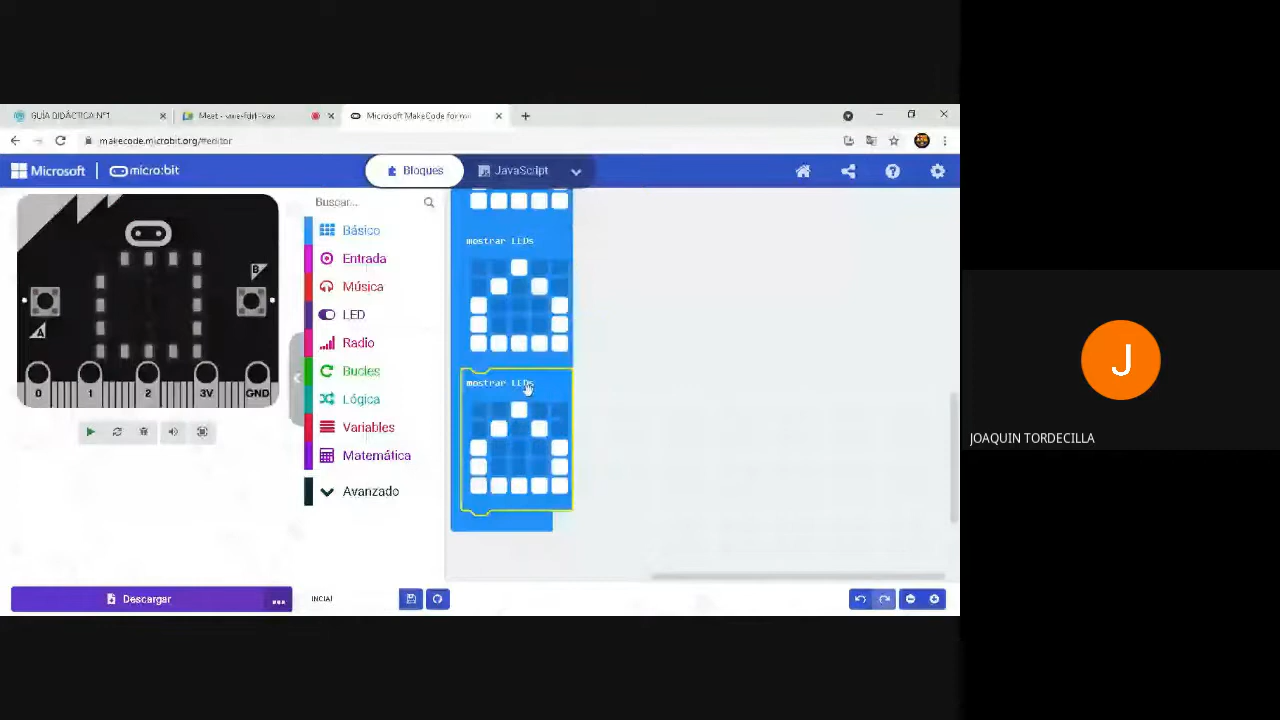 GUÍA DIDÁCTICA N°1
Meet -
Microsoft MakeCode for mi
makecode.microbit.org/#editor
Microsoft
micro:bit
Bloques
JavaScript
Buscar...
Básico
Entrada
Música
LED
Radio
Bucles
Lógica
Variables
Matemática
Avanzado
A
B
0
1
2
3V
GND
mostrar LEDs
mostrar LEDs
Descargar
INICIAL
J
JOAQUIN TORDECILLA